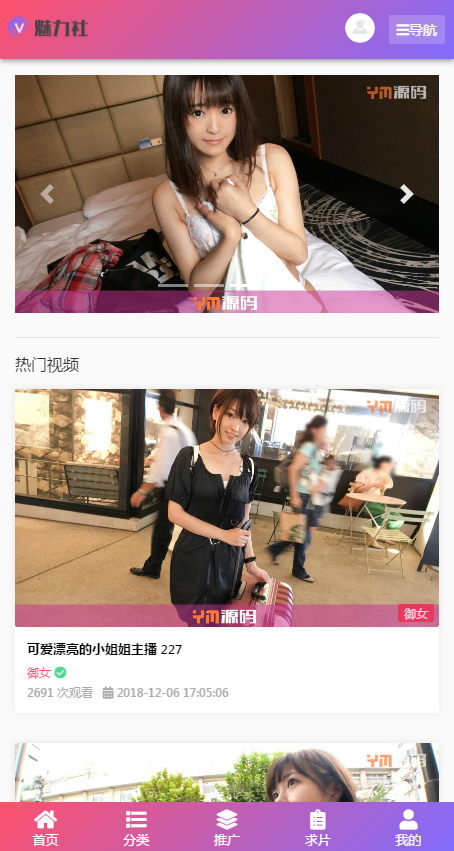 魅力社
导航
YM源码
YM源码
热门视频
YM源码
YM源码
御女
可爱漂亮的小姐姐主播 227
御女
2691 次观看 2018-12-06 17:05:06
YM源码
首页 分类 推广 求片 我的